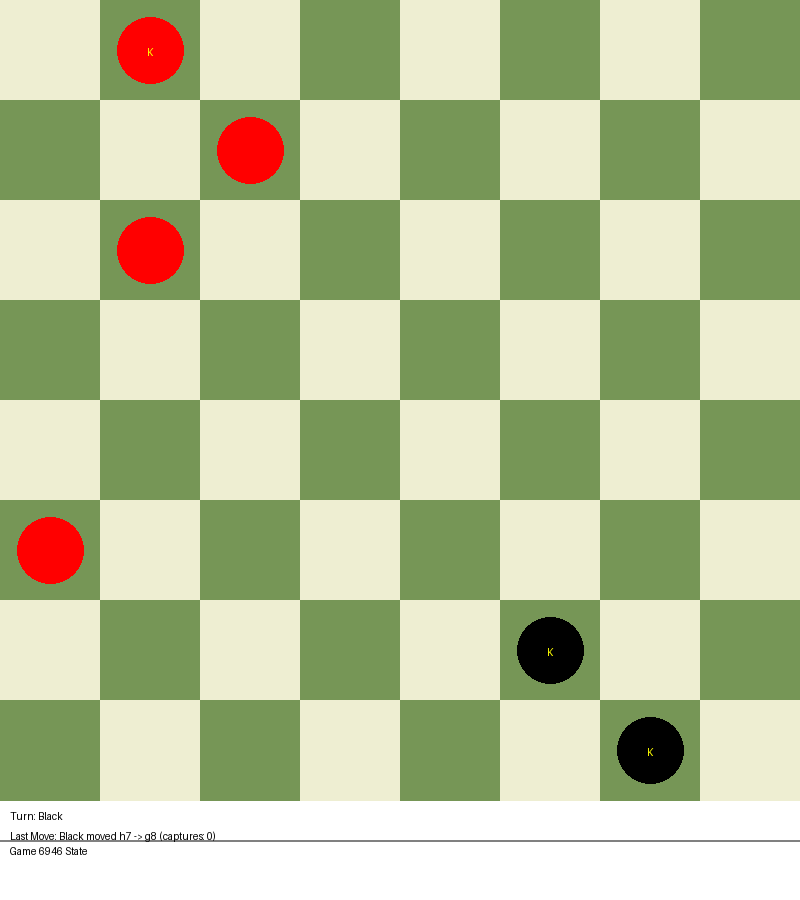 K
K
K
Turn: Black
Last Move: Black moved h7 -> g8 (captures: 0)
Game 6946 State